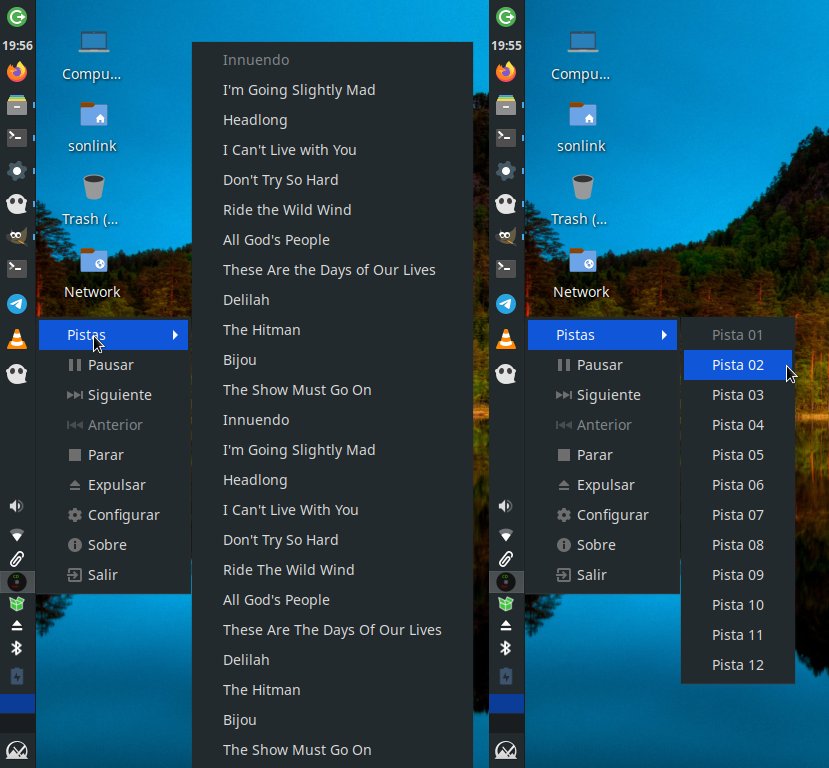 19:56
Compu...
sonlink
Trash (...
Network
Pistas
Pausar
Siguiente
Anterior
Parar
Expulsar
Configurar
Sobre
Salir
Innuendo
I'm Going Slightly Mad
Headlong
I Can't Live with You
Don't Try So Hard
Ride the Wild Wind
All God's People
These Are the Days of Our Lives
Delilah
The Hitman
Bijou
The Show Must Go On
Innuendo
I'm Going Slightly Mad
Headlong
I Can't Live With You
Don't Try So Hard
Ride The Wild Wind
All God's People
These Are The Days Of Our Lives
Delilah
The Hitman
Bijou
The Show Must Go On
19:55
Compu...
sonlink
Trash (...
Network
Pistas
Pausar
Siguiente
Anterior
Parar
Expulsar
Configurar
Sobre
Salir
Pista 01
Pista 02
Pista 03
Pista 04
Pista 05
Pista 06
Pista 07
Pista 08
Pista 09
Pista 10
Pista 11
Pista 12